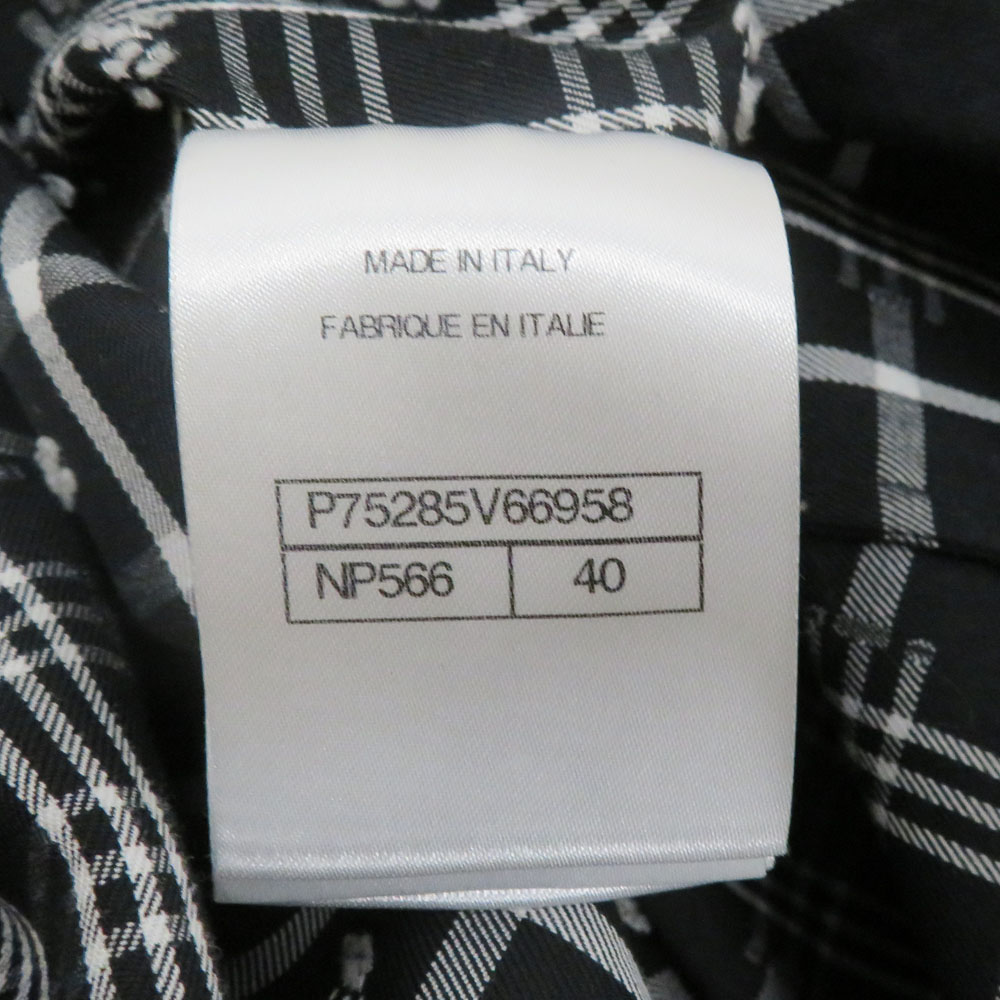 MADE IN ITALY
FABRIQUE EN ITALIE
P75285V66958
NP566 40